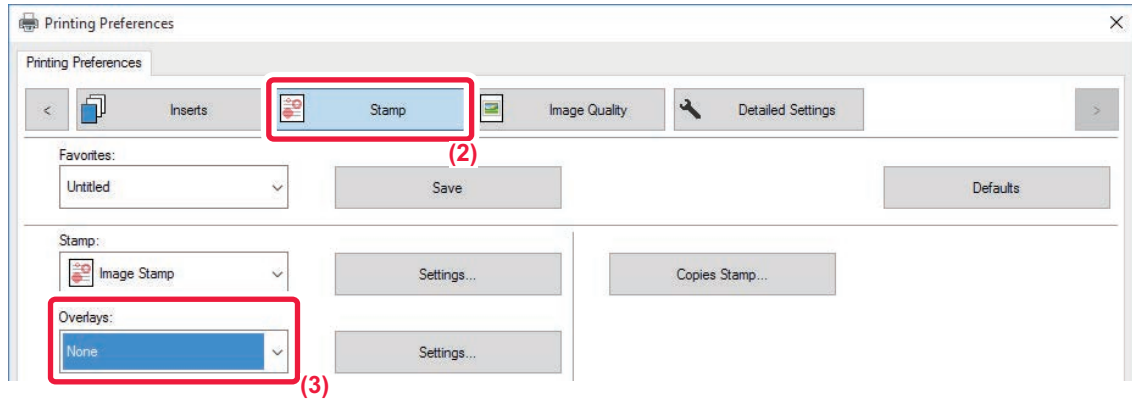 Printing Preferences
Printing Preferences
< Inserts Stamp Image Quality Detailed Settings >
(2)
Favorites:
Untitled Save Defaults
Stamp:
Image Stamp Settings... Copies Stamp...
Overlays:
None Settings...
(3)